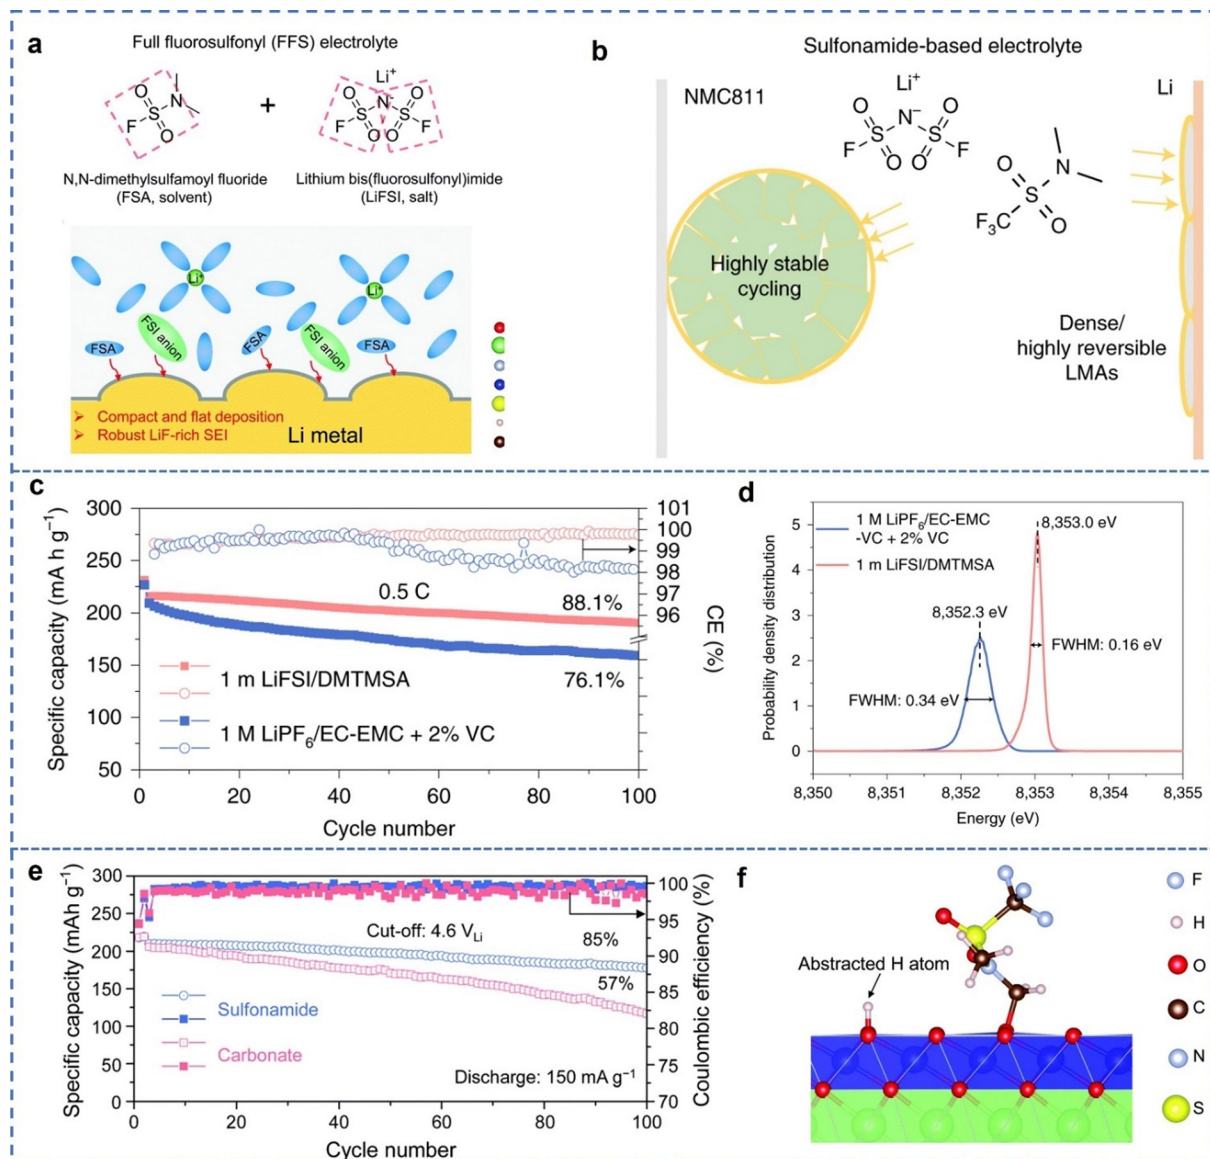 a
Full fluorosulfonyl (FFS) electrolyte
O
S
N
F
O
+
Li⁺
O
N⁻
O
S
S
F
O
O
F
N,N-dimethylsulfamoyl fluoride
(FSA, solvent)
Lithium bis(fluorosulfonyl)imide
(LiFSI, salt)
Li⁺
Li⁺
FSA
FSI anion
FSA
FSI anion
FSA
➢ Compact and flat deposition
➢ Robust LiF-rich SEI
Li metal
b
Sulfonamide-based electrolyte
NMC811
Li⁺
Li
O
N⁻
O
S
S
F
O
O
F
O
N
S
F₃C
O
Highly stable
cycling
Dense/
highly reversible
LMAs
c
Specific capacity (mA h g⁻¹)
300
250
200
150
100
50
0
20
40
60
80
100
Cycle number
101
100
99
98
97
96
CE (%)
0.5 C
88.1%
76.1%
1 m LiFSI/DMTMSA
1 M LiPF₆/EC-EMC + 2% VC
d
Probability density distribution
5
4
3
2
1
0
8,350
8,351
8,352
8,353
8,354
8,355
Energy (eV)
1 M LiPF₆/EC-EMC
-VC + 2% VC
1 m LiFSI/DMTMSA
8,353.0 eV
8,352.3 eV
FWHM: 0.16 eV
FWHM: 0.34 eV
e
Specific capacity (mAh g⁻¹)
300
250
200
150
100
50
0
0
20
40
60
80
100
Cycle number
100
95
90
85
80
75
70
Coulombic efficiency (%)
Cut-off: 4.6 V_Li
85%
57%
Sulfonamide
Carbonate
Discharge: 150 mA g⁻¹
f
Abstracted H atom
F
H
O
C
N
S